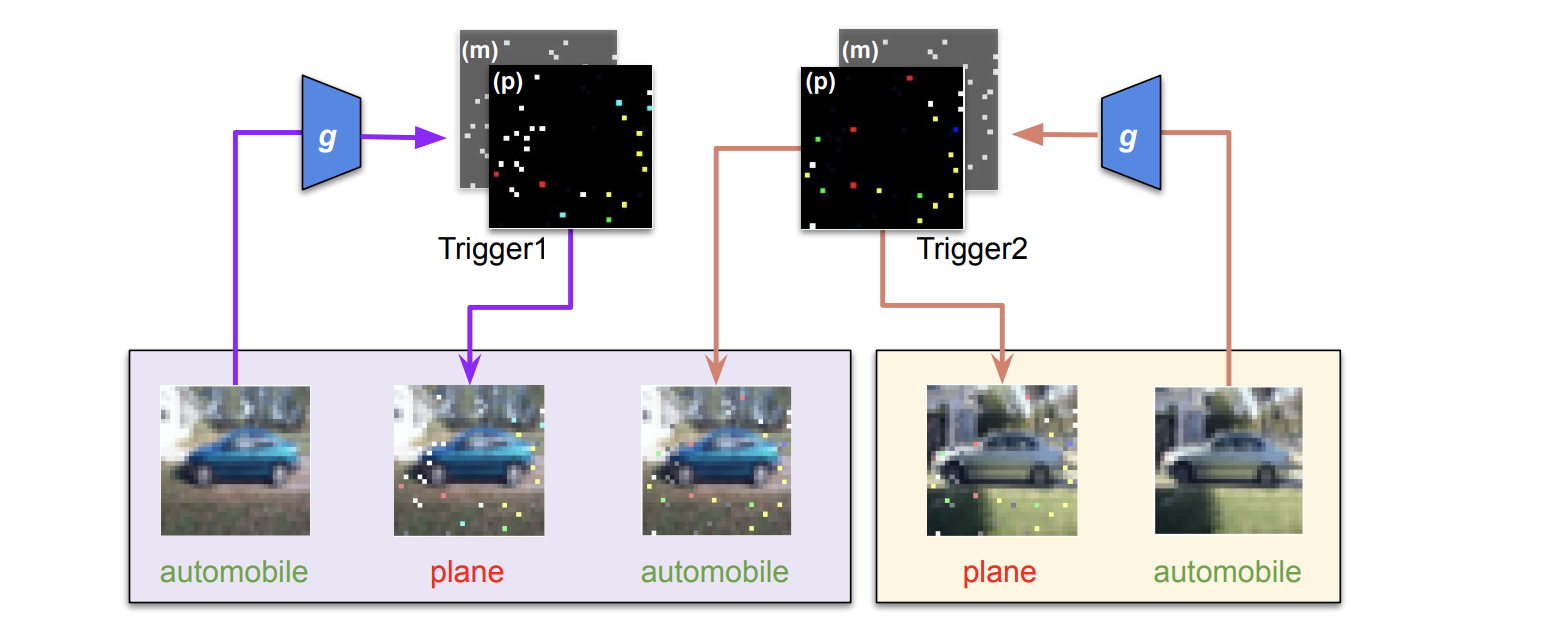 (m)
(p)
g
Trigger1
(m)
(p)
g
Trigger2
automobile
plane
automobile
plane
automobile